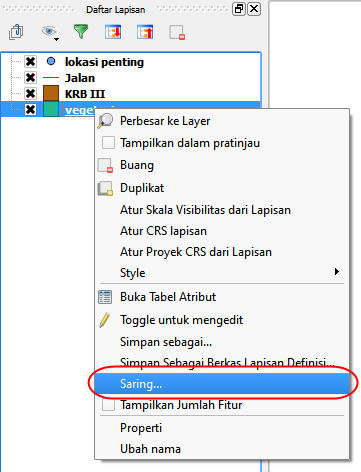 Daftar Lapisan
lokasi penting
Jalan
KRB III
Perbesar ke Layer
Tampilkan dalam pratinjau
Buang
Duplikat
Atur Skala Visibilitas dari Lapisan
Atur CRS lapisan
Atur Proyek CRS dari Lapisan
Style
Buka Tabel Atribut
Toggle untuk mengedit
Simpan sebagai...
Simpan Sebagai Berkas Lapisan Definisi...
Saring...
Tampilkan Jumlah Fitur
Properti
Ubah nama